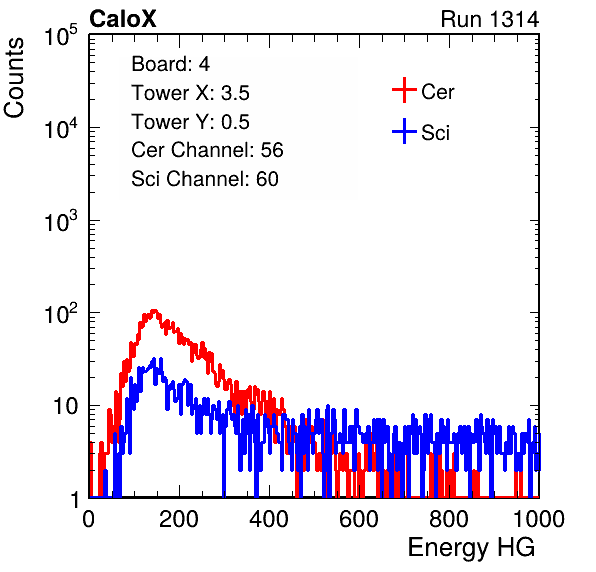 CaloX Run 1314
Counts
10^5
10^4
10^3
10^2
10
1
Board: 4
Tower X: 3.5
Tower Y: 0.5
Cer Channel: 56
Sci Channel: 60
Cer
Sci
0 200 400 600 800 1000
Energy HG